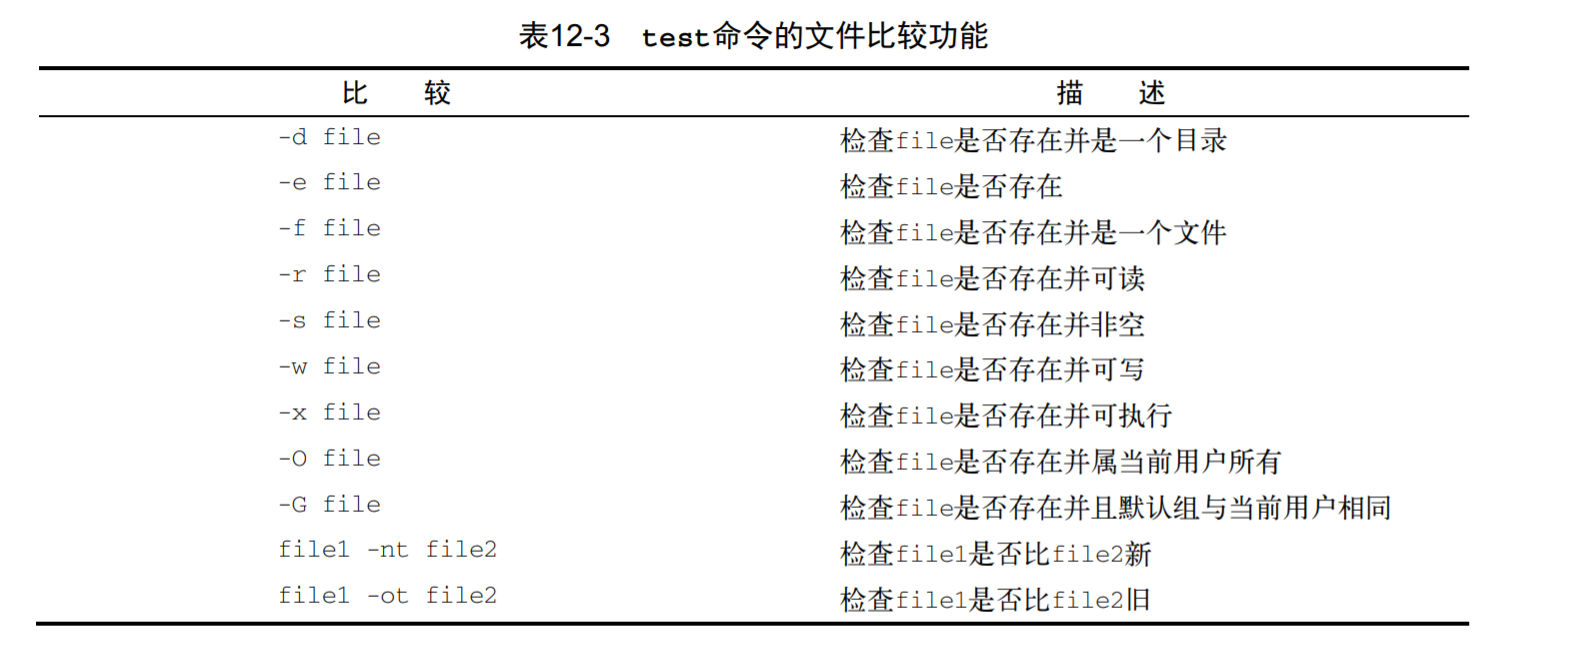 表12-3 test命令的文件比较功能
比 较 描 述
-d file 检查file是否存在并是一个目录
-e file 检查file是否存在
-f file 检查file是否存在并是一个文件
-r file 检查file是否存在并可读
-s file 检查file是否存在并非空
-w file 检查file是否存在并可写
-x file 检查file是否存在并可执行
-O file 检查file是否存在并属当前用户所有
-G file 检查file是否存在并且默认组与当前用户相同
file1 -nt file2 检查file1是否比file2新
file1 -ot file2 检查file1是否比file2旧